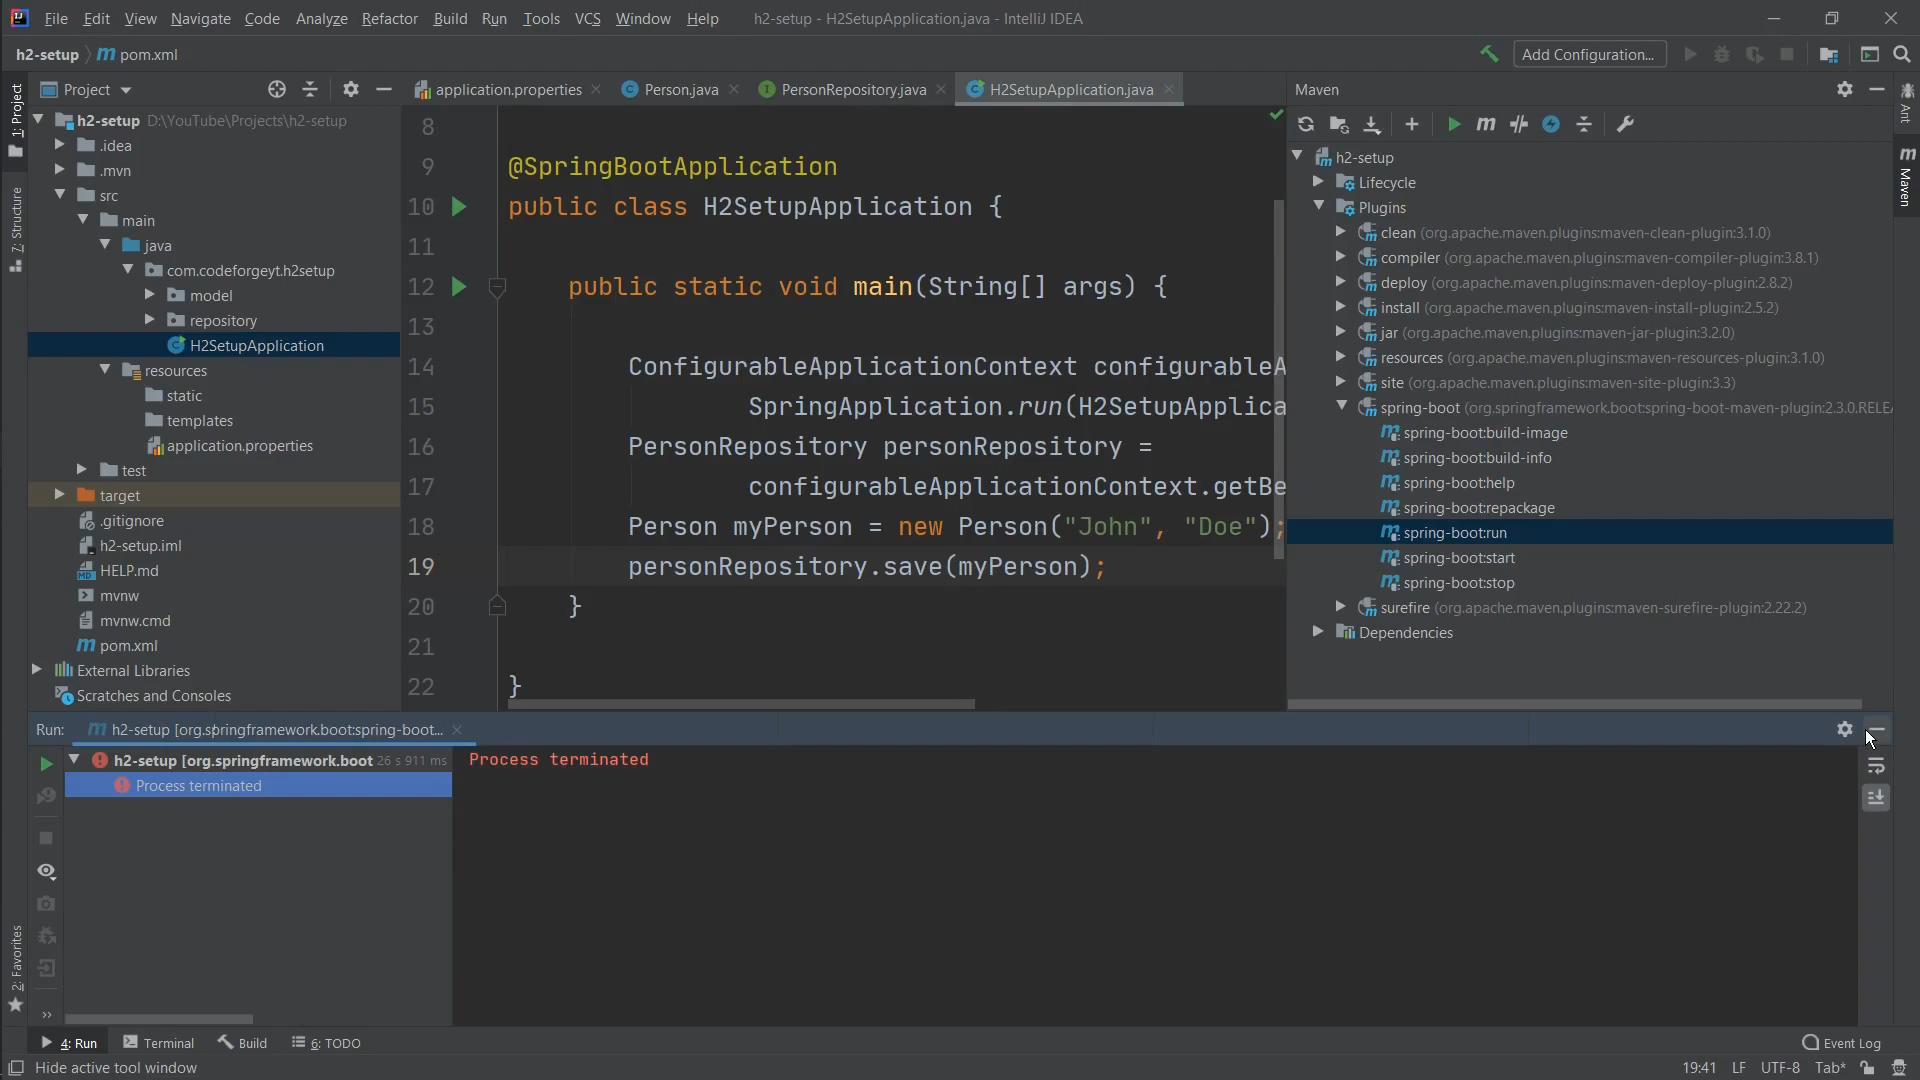 File Edit View Navigate Code Analyze Refactor Build Run Tools VCS Window Help h2-setup - H2SetupApplication.java - IntelliJ IDEA
h2-setup pom.xml Add Configuration...
1: Project
7: Structure
2: Favorites
Project
h2-setup D:\YouTube\Projects\h2-setup
.idea
.mvn
src
main
java
com.codeforgeyt.h2setup
model
repository
H2SetupApplication
resources
static
templates
application.properties
test
target
.gitignore
h2-setup.iml
HELP.md
mvnw
mvnw.cmd
pom.xml
External Libraries
Scratches and Consoles
application.properties Person.java PersonRepository.java H2SetupApplication.java
8
9 @SpringBootApplication
10 public class H2SetupApplication {
11
12 public static void main(String[] args) {
13
14 ConfigurableApplicationContext configurableA
15 SpringApplication.run(H2SetupApplica
16 PersonRepository personRepository =
17 configurableApplicationContext.getBe
18 Person myPerson = new Person("John", "Doe");
19 personRepository.save(myPerson);
20 }
21
22 }
Maven
h2-setup
Lifecycle
Plugins
clean (org.apache.maven.plugins:maven-clean-plugin:3.1.0)
compiler (org.apache.maven.plugins:maven-compiler-plugin:3.8.1)
deploy (org.apache.maven.plugins:maven-deploy-plugin:2.8.2)
install (org.apache.maven.plugins:maven-install-plugin:2.5.2)
jar (org.apache.maven.plugins:maven-jar-plugin:3.2.0)
resources (org.apache.maven.plugins:maven-resources-plugin:3.1.0)
site (org.apache.maven.plugins:maven-site-plugin:3.3)
spring-boot (org.springframework.boot:spring-boot-maven-plugin:2.3.0.RELEA
spring-boot:build-image
spring-boot:build-info
spring-boot:help
spring-boot:repackage
spring-boot:run
spring-boot:start
spring-boot:stop
surefire (org.apache.maven.plugins:maven-surefire-plugin:2.22.2)
Dependencies
Ant
Maven
Run: h2-setup [org.springframework.boot:spring-boot...
h2-setup [org.springframework.boot 26 s 911 ms
Process terminated
Process terminated
4: Run Terminal Build 6: TODO Event Log
Hide active tool window 19:41 LF UTF-8 Tab*